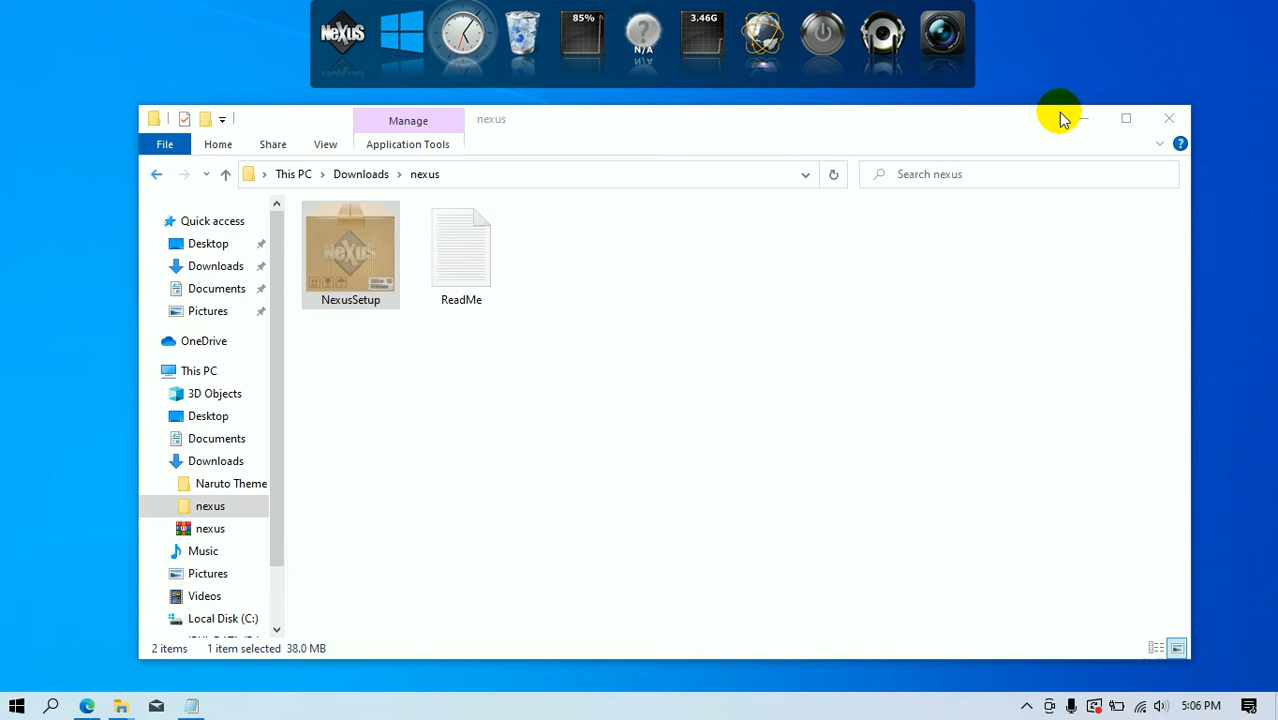 NeXuS
85%
?
N/A
3.46G
Manage
nexus
File
Home
Share
View
Application Tools
?
This PC
Downloads
nexus
Search nexus
Quick access
Desktop
Downloads
Documents
Pictures
OneDrive
This PC
3D Objects
Desktop
Documents
Downloads
Naruto Theme
nexus
nexus
Music
Pictures
Videos
Local Disk (C:)
NeXuS
NexusSetup
ReadMe
2 items
1 item selected 38.0 MB
5:06 PM